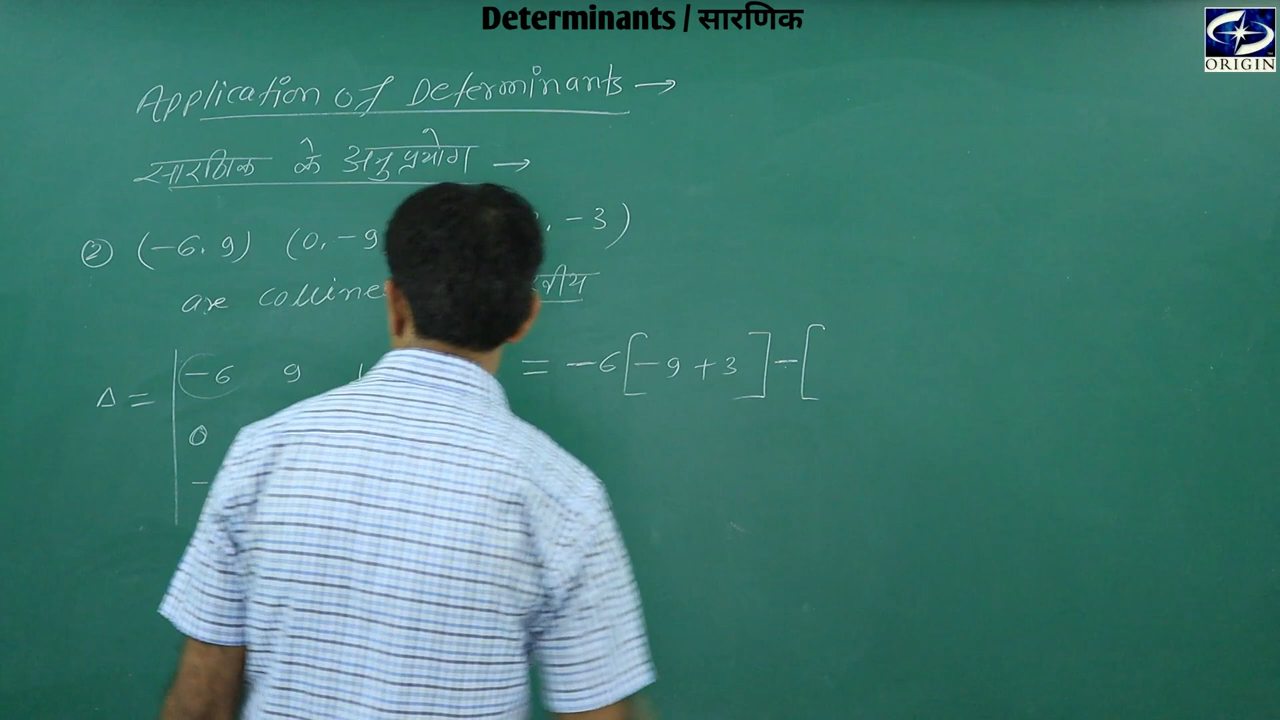 Determinants / सारणिक
ORIGIN
Application of Determinants →
सारणिक के अनुप्रयोग →
② (-6, 9) (0, -9 , -3)
are
Δ = | -6 9 1 = -6[-9+3] - [
0
-